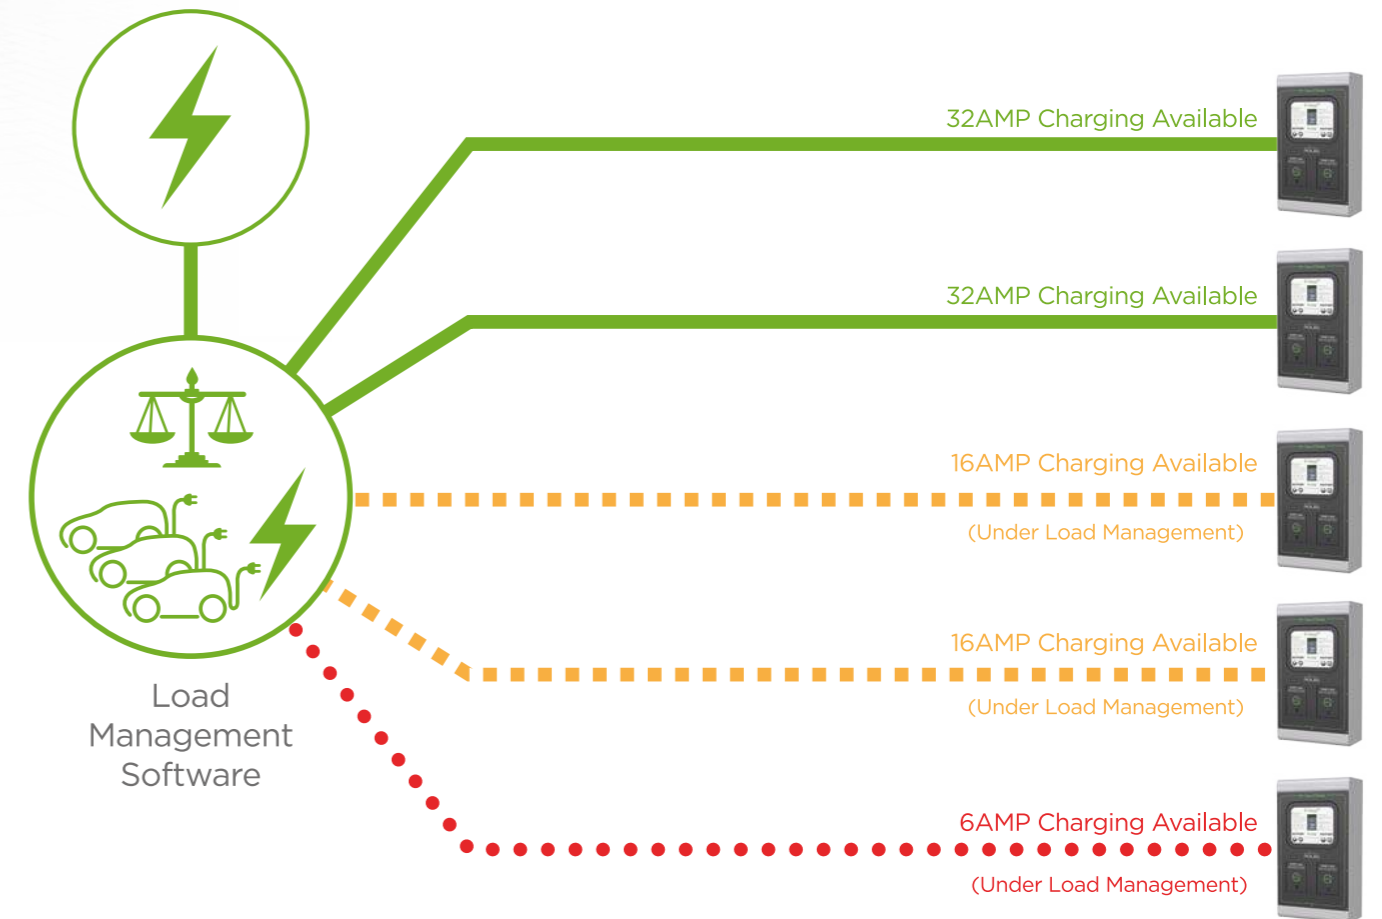 32AMP Charging Available
32AMP Charging Available
16AMP Charging Available
(Under Load Management)
16AMP Charging Available
(Under Load Management)
6AMP Charging Available
(Under Load Management)
Load
Management
Software